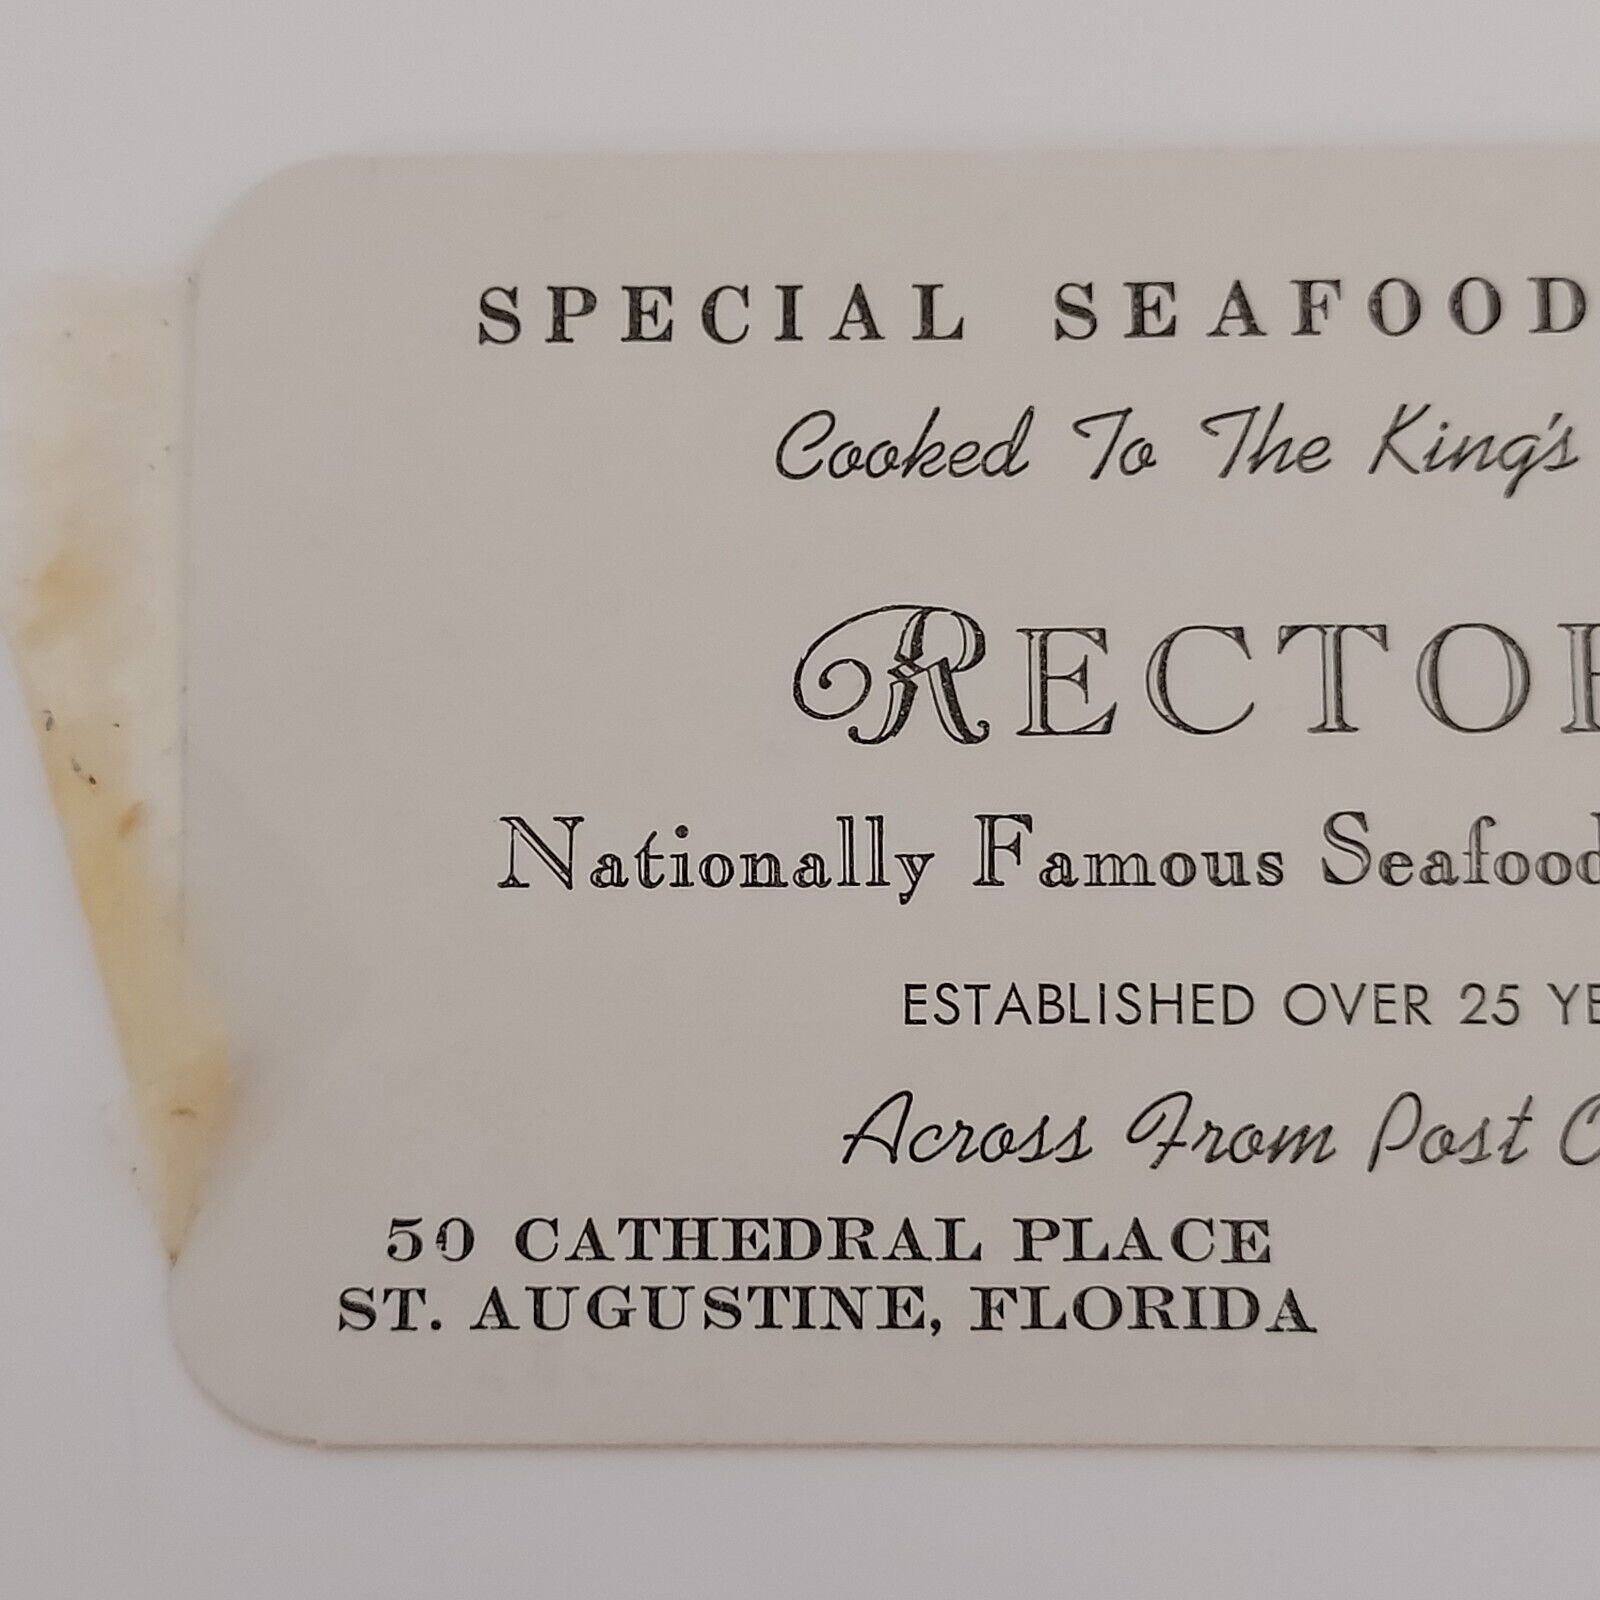 SPECIAL SEAFOOD
Cooked To The King's
RECTOR
Nationally Famous Seafood
ESTABLISHED OVER 25 YE
Across From Post O
50 CATHEDRAL PLACE
ST. AUGUSTINE, FLORIDA